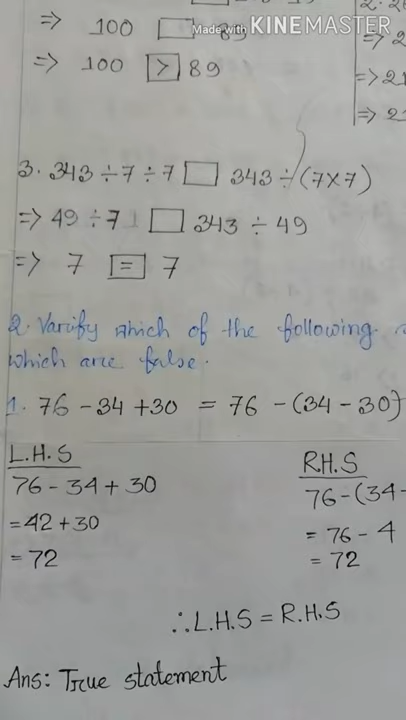 ⇒ 100 □ 89
Made with KINEMASTER
⇒ 100 > 89
3. 343 ÷ 7 ÷ 7 □ 343 ÷ (7×7)
⇒ 49 ÷ 7 □ 343 ÷ 49
⇒ 7 = 7
2. Varify which of the following
which are false.
1. 76 - 34 + 30 = 76 - (34 - 30)
L.H.S
76 - 34 + 30
= 42 + 30
= 72
R.H.S
76 - (34 -
= 76 - 4
= 72
∴ L.H.S = R.H.S
Ans: True statement